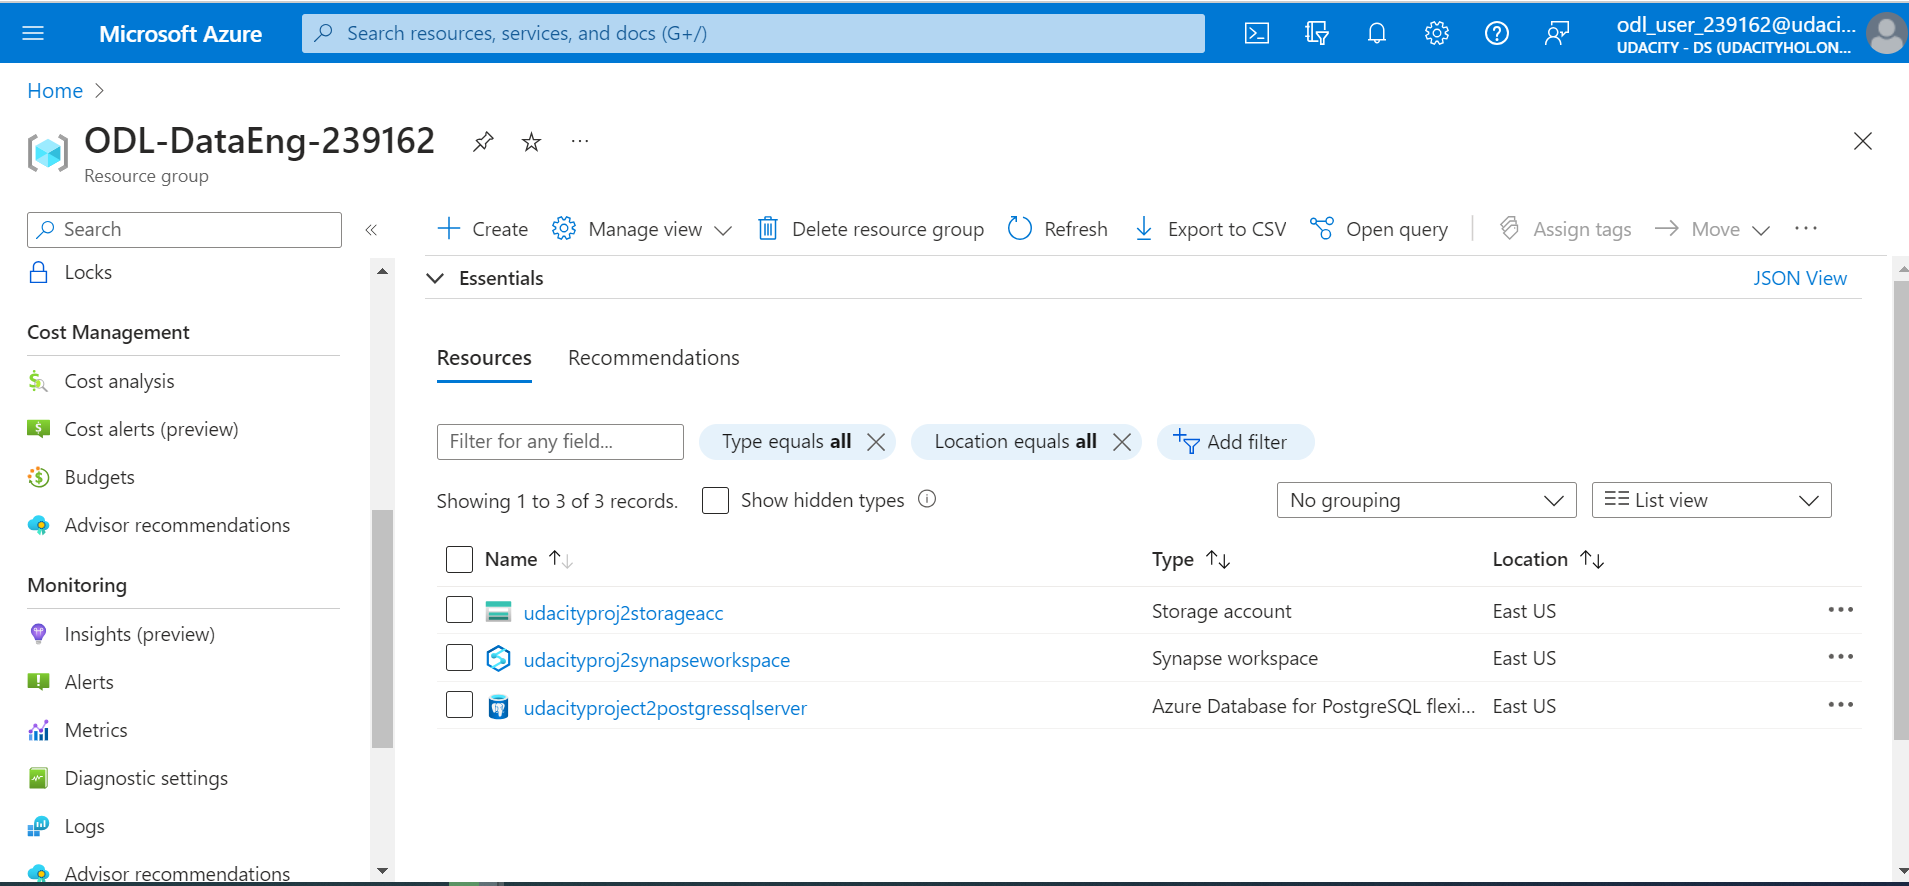 Microsoft Azure
Search resources, services, and docs (G+/)
odl_user_239162@udaci...
UDACITY - DS (UDACITYHOL.ON...
Home
ODL-DataEng-239162
Resource group
Search
Create
Manage view
Delete resource group
Refresh
Export to CSV
Open query
Assign tags
Move
Locks
Cost Management
Cost analysis
Cost alerts (preview)
Budgets
Advisor recommendations
Monitoring
Insights (preview)
Alerts
Metrics
Diagnostic settings
Logs
Advisor recommendations
Essentials
JSON View
Resources
Recommendations
Filter for any field...
Type equals all
Location equals all
Add filter
Showing 1 to 3 of 3 records.
Show hidden types
No grouping
List view
Name
Type
Location
udacityproj2storageacc
Storage account
East US
udacityproj2synapseworkspace
Synapse workspace
East US
udacityproject2postgressqlserver
Azure Database for PostgreSQL flexi...
East US